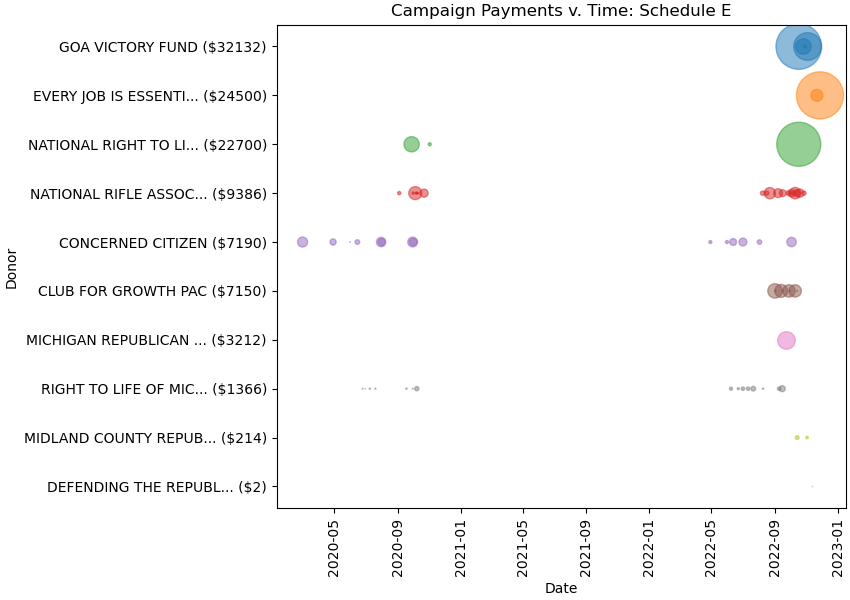 Campaign Payments v. Time: Schedule E
GOA VICTORY FUND ($32132)
EVERY JOB IS ESSENTI... ($24500)
NATIONAL RIGHT TO LI... ($22700)
NATIONAL RIFLE ASSOC... ($9386)
CONCERNED CITIZEN ($7190)
CLUB FOR GROWTH PAC ($7150)
MICHIGAN REPUBLICAN ... ($3212)
RIGHT TO LIFE OF MIC... ($1366)
MIDLAND COUNTY REPUB... ($214)
DEFENDING THE REPUBL... ($2)
Donor
2020-05
2020-09
2021-01
2021-05
2021-09
2022-01
2022-05
2022-09
2023-01
Date